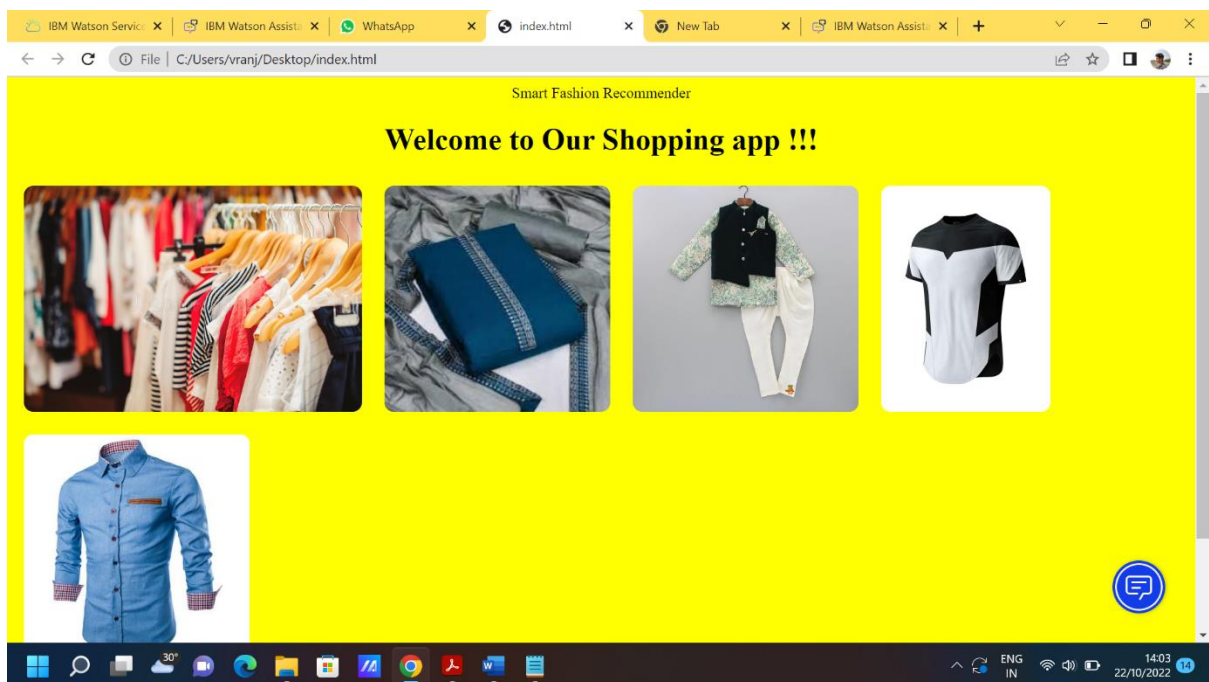 IBM Watson Service
IBM Watson Assista
WhatsApp
index.html
New Tab
IBM Watson Assista
File | C:/Users/vranj/Desktop/index.html
Smart Fashion Recommender
Welcome to Our Shopping app !!!
30°
ENG
IN
14:03
22/10/2022
14